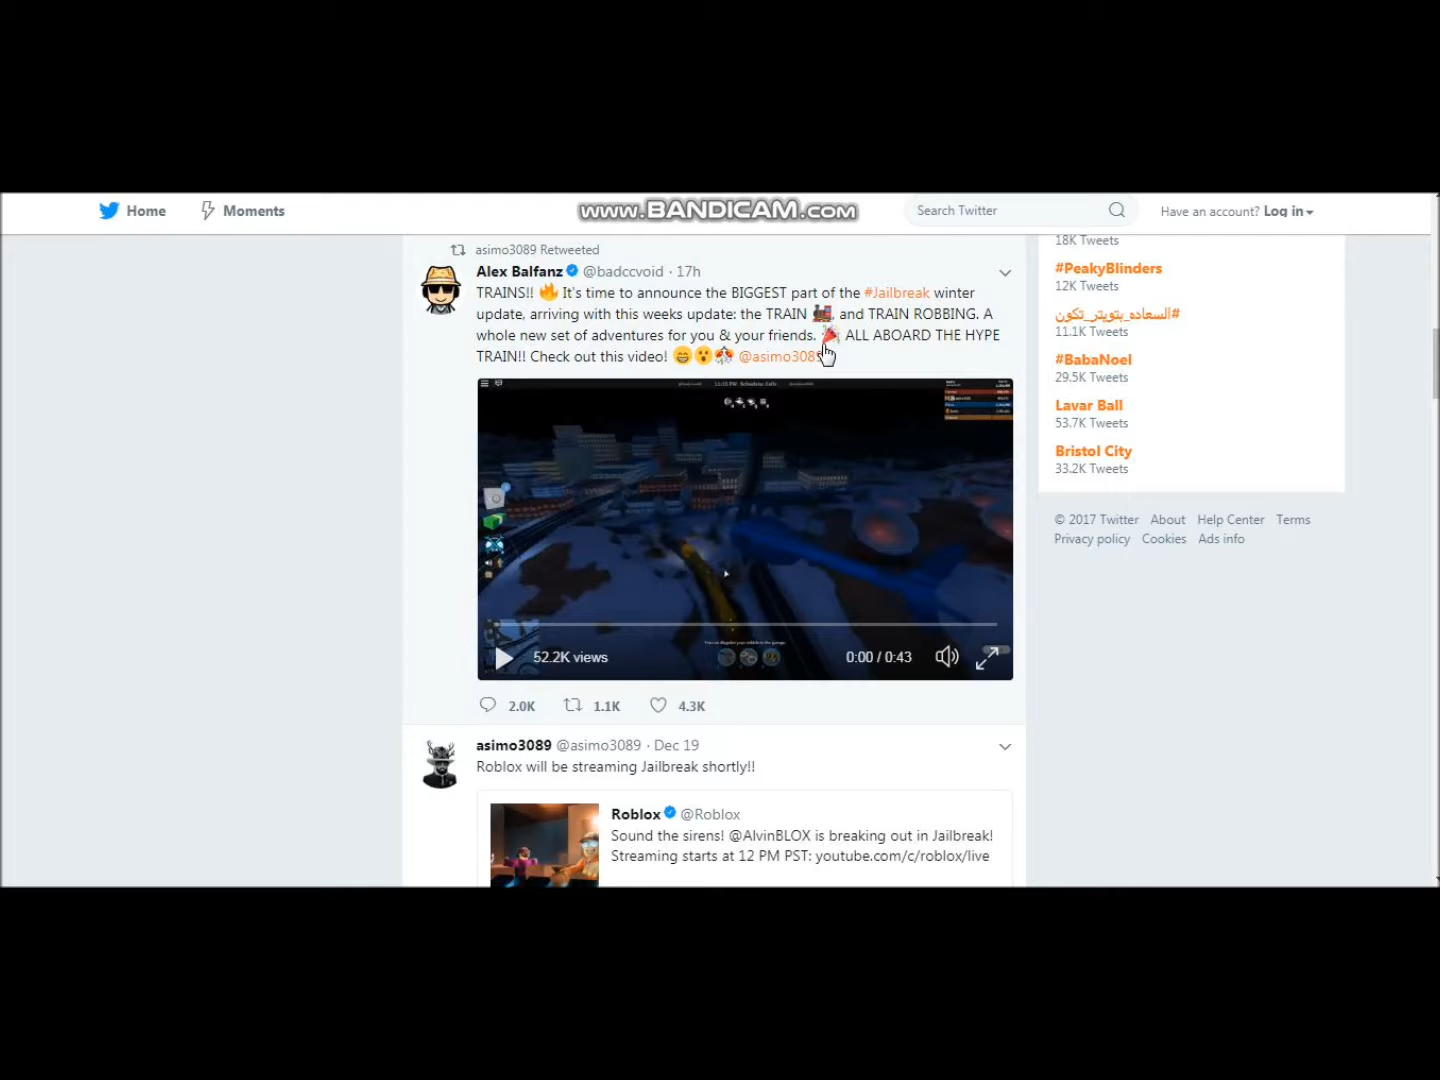 Home
Moments
www.BANDICAM.com
Search Twitter
Have an account? Log in
asimo3089 Retweeted
Alex Balfanz @badccvoid · 17h
TRAINS!! 🔥 It's time to announce the BIGGEST part of the #Jailbreak winter
update, arriving with this weeks update: the TRAIN 🚂 and TRAIN ROBBING. A
whole new set of adventures for you & your friends. 🎉 ALL ABOARD THE HYPE
TRAIN!! Check out this video! 😁😮🎊 @asimo3089
52.2K views
0:00 / 0:43
2.0K
1.1K
4.3K
asimo3089 @asimo3089 · Dec 19
Roblox will be streaming Jailbreak shortly!!
Roblox @Roblox
Sound the sirens! @AlvinBLOX is breaking out in Jailbreak!
Streaming starts at 12 PM PST: youtube.com/c/roblox/live
18K Tweets
#PeakyBlinders
12K Tweets
#السعاده_بتويتر_تكون
11.1K Tweets
#BabaNoel
29.5K Tweets
Lavar Ball
53.7K Tweets
Bristol City
33.2K Tweets
© 2017 Twitter About Help Center Terms
Privacy policy Cookies Ads info